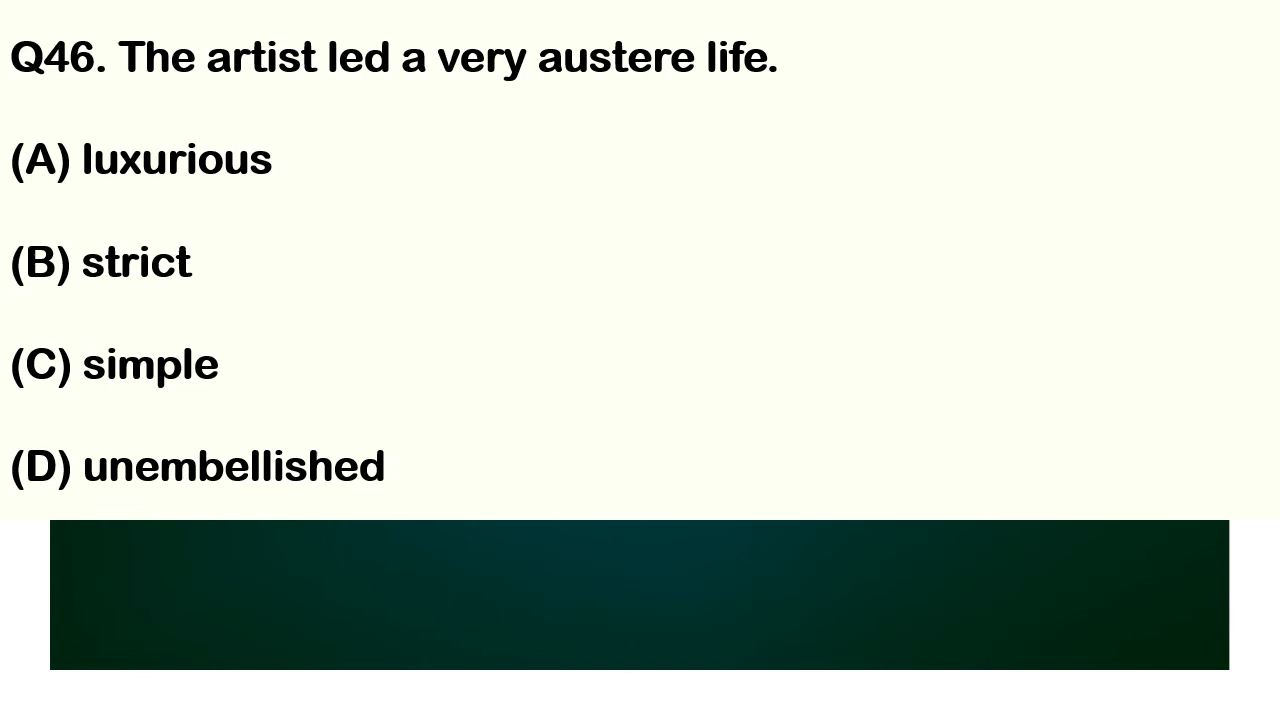 Q46. The artist led a very austere life.
(A) luxurious
(B) strict
(C) simple
(D) unembellished